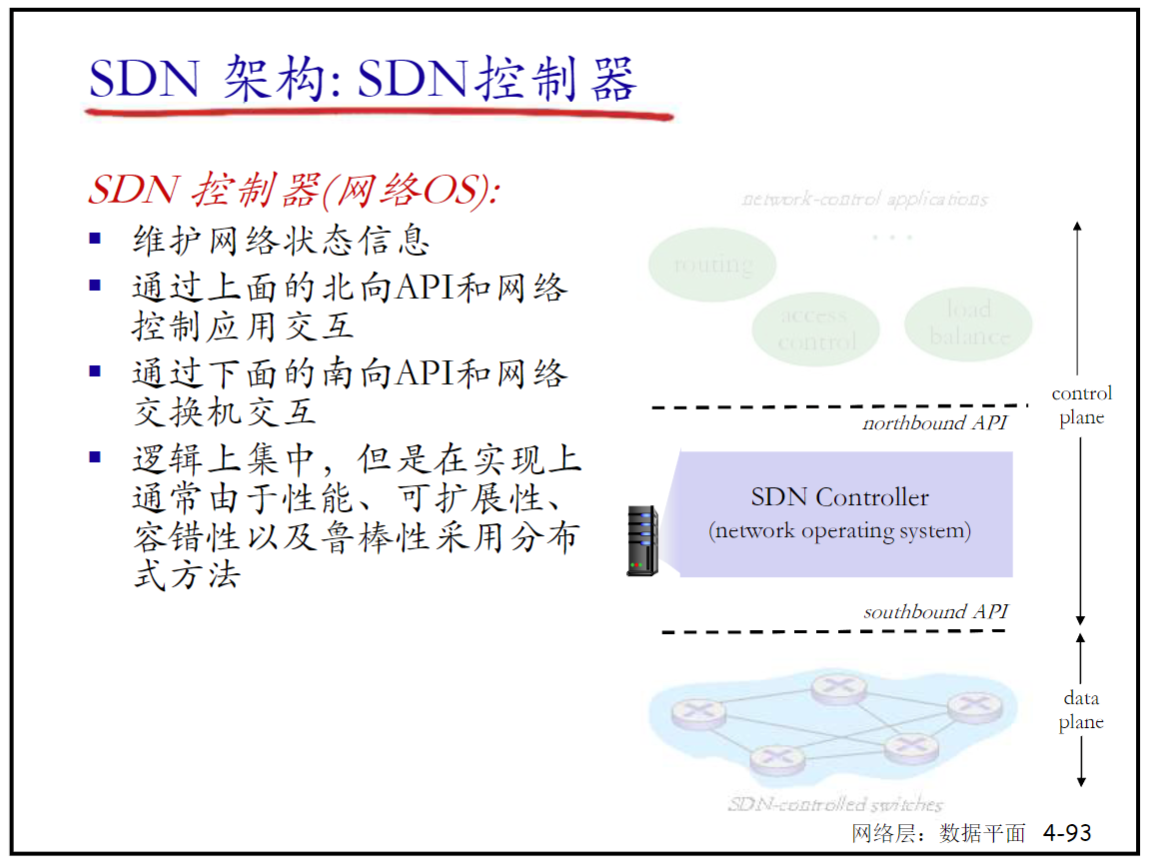 SDN 架构: SDN控制器
SDN 控制器(网络OS):
维护网络状态信息
通过上面的北向API和网络
控制应用交互
通过下面的南向API和网络
交换机交互
逻辑上集中，但是在实现上
通常由于性能、可扩展性、
容错性以及鲁棒性采用分布
式方法
network-control applications
...
routing
access
control
load
balance
control
plane
northbound API
SDN Controller
(network operating system)
southbound API
data
plane
SDN-controlled switches
网络层：数据平面 4-93